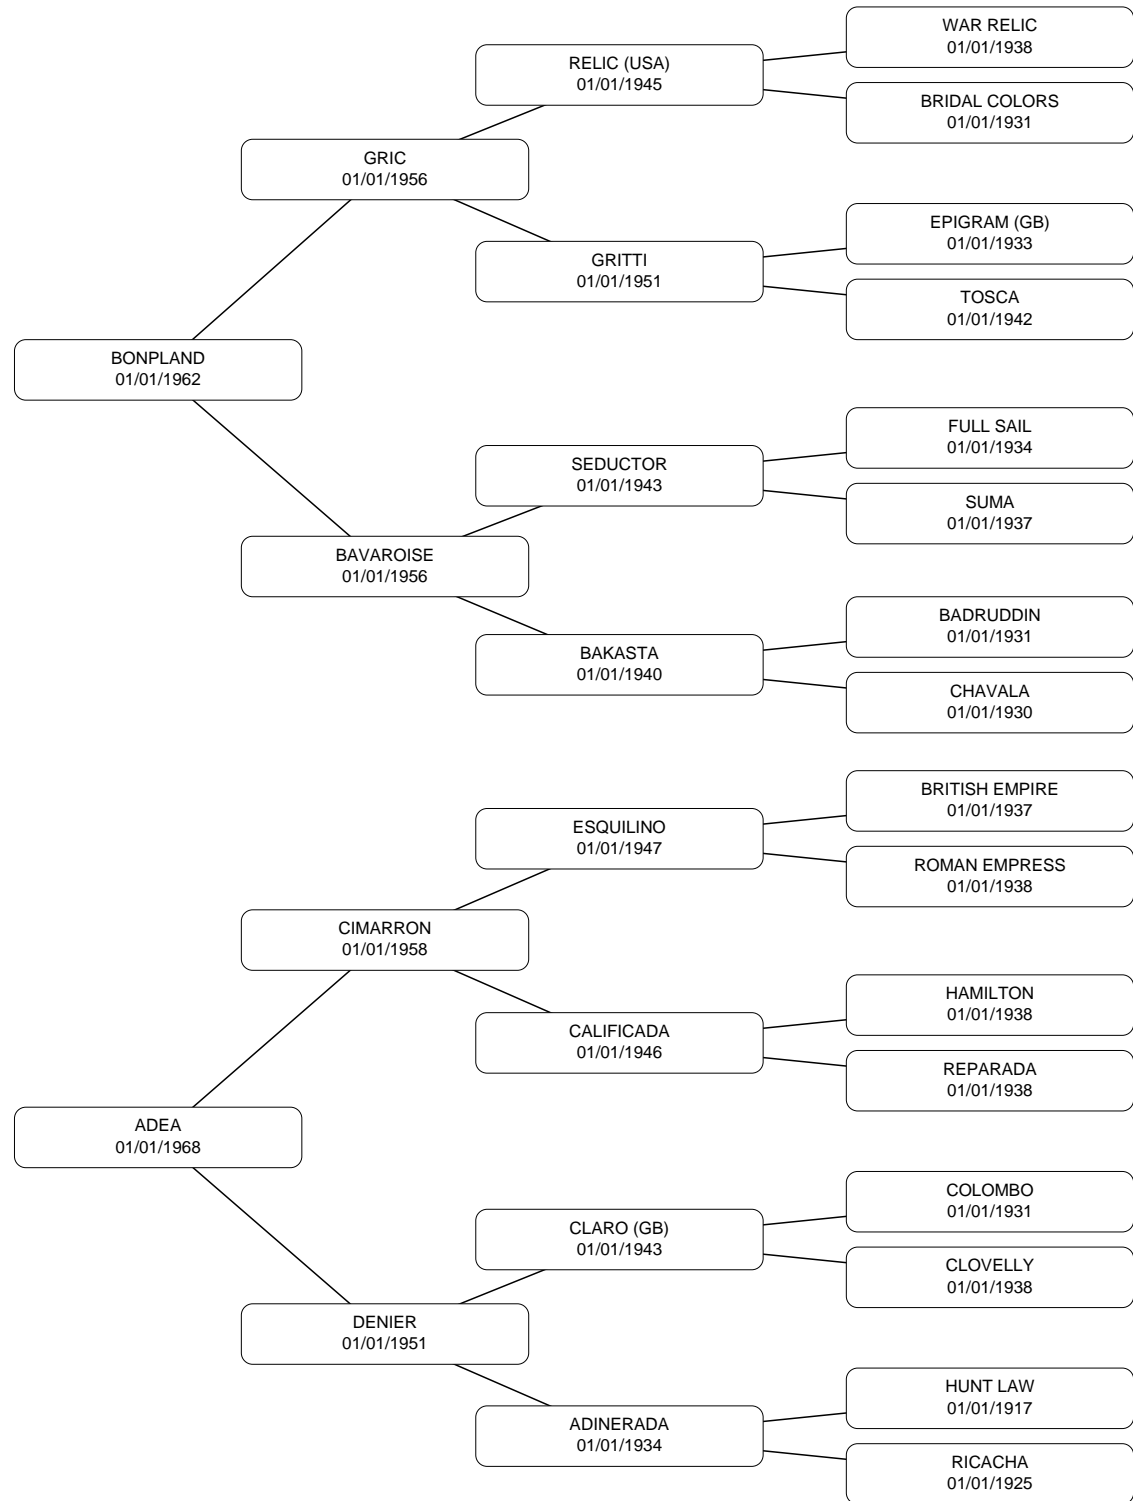 WAR RELIC
01/01/1938
RELIC (USA)
01/01/1945
BRIDAL COLORS
01/01/1931
GRIC
01/01/1956
EPIGRAM (GB)
01/01/1933
GRITTI
01/01/1951
TOSCA
01/01/1942
BONPLAND
01/01/1962
FULL SAIL
01/01/1934
SEDUCTOR
01/01/1943
SUMA
01/01/1937
BAVAROISE
01/01/1956
BADRUDDIN
01/01/1931
BAKASTA
01/01/1940
CHAVALA
01/01/1930
BRITISH EMPIRE
01/01/1937
ESQUILINO
01/01/1947
ROMAN EMPRESS
01/01/1938
CIMARRON
01/01/1958
HAMILTON
01/01/1938
CALIFICADA
01/01/1946
REPARADA
01/01/1938
ADEA
01/01/1968
COLOMBO
01/01/1931
CLARO (GB)
01/01/1943
CLOVELLY
01/01/1938
DENIER
01/01/1951
HUNT LAW
01/01/1917
ADINERADA
01/01/1934
RICACHA
01/01/1925